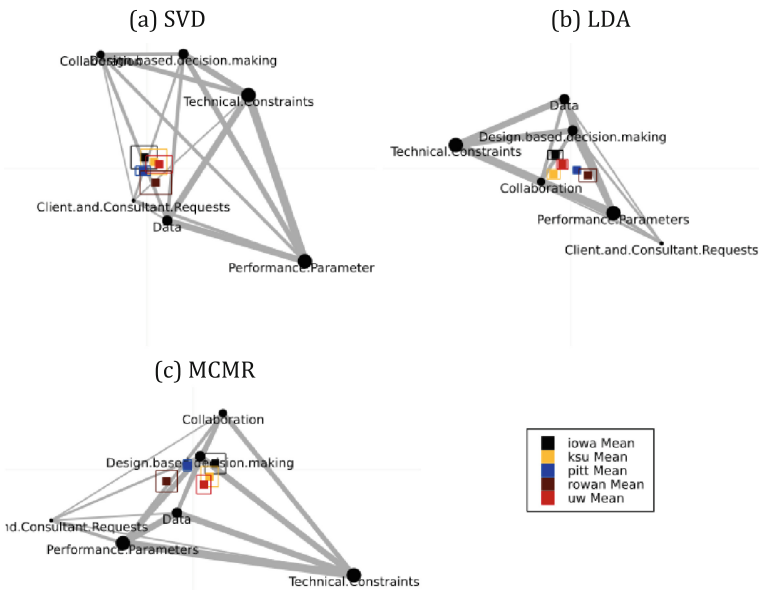 (a) SVD
Collaboration
Design.based.decision.making
Technical.Constraints
Client.and.Consultant.Requests
Data
Performance.Parameter
(b) LDA
Data
Design.based.decision.making
Technical.Constraints
Collaboration
Performance.Parameters
Client.and.Consultant.Requests
(c) MCMR
Collaboration
Design.based.decision.making
Data
nd.Consultant.Requests
Performance.Parameters
Technical.Constraints
iowa Mean
ksu Mean
pitt Mean
rowan Mean
uw Mean